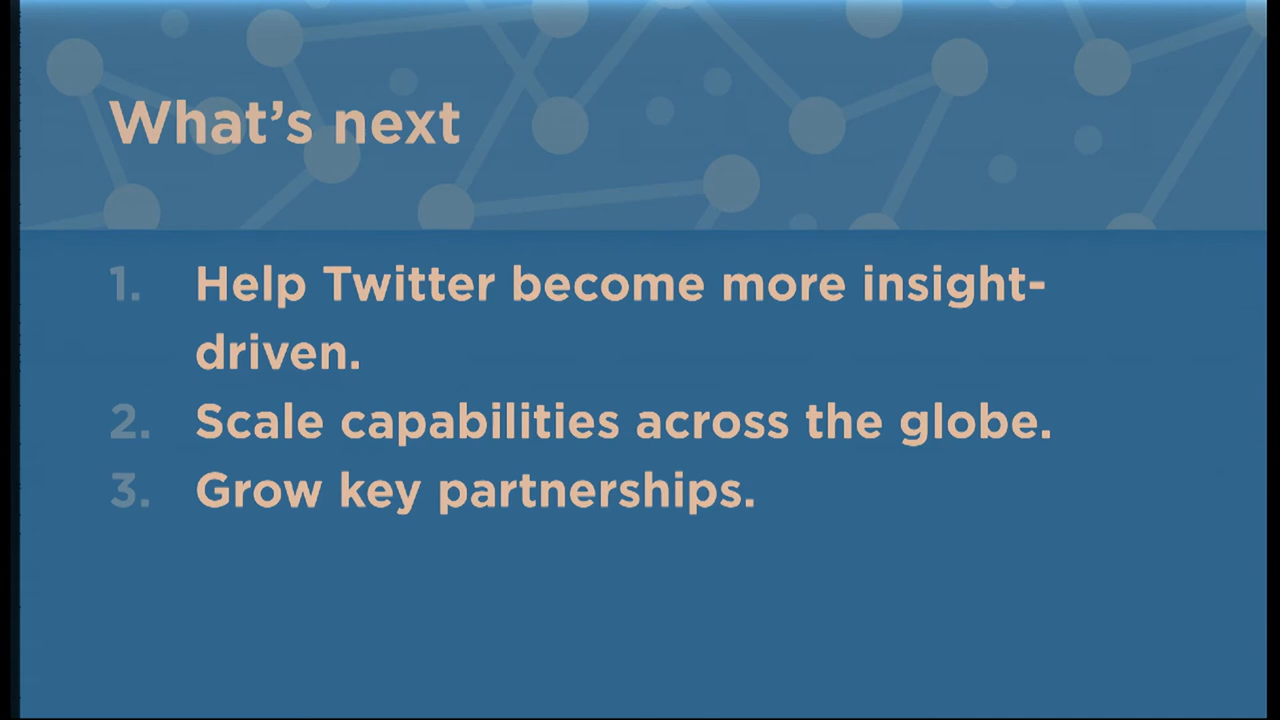 What’s next
1. Help Twitter become more insight-
driven.
2. Scale capabilities across the globe.
3. Grow key partnerships.